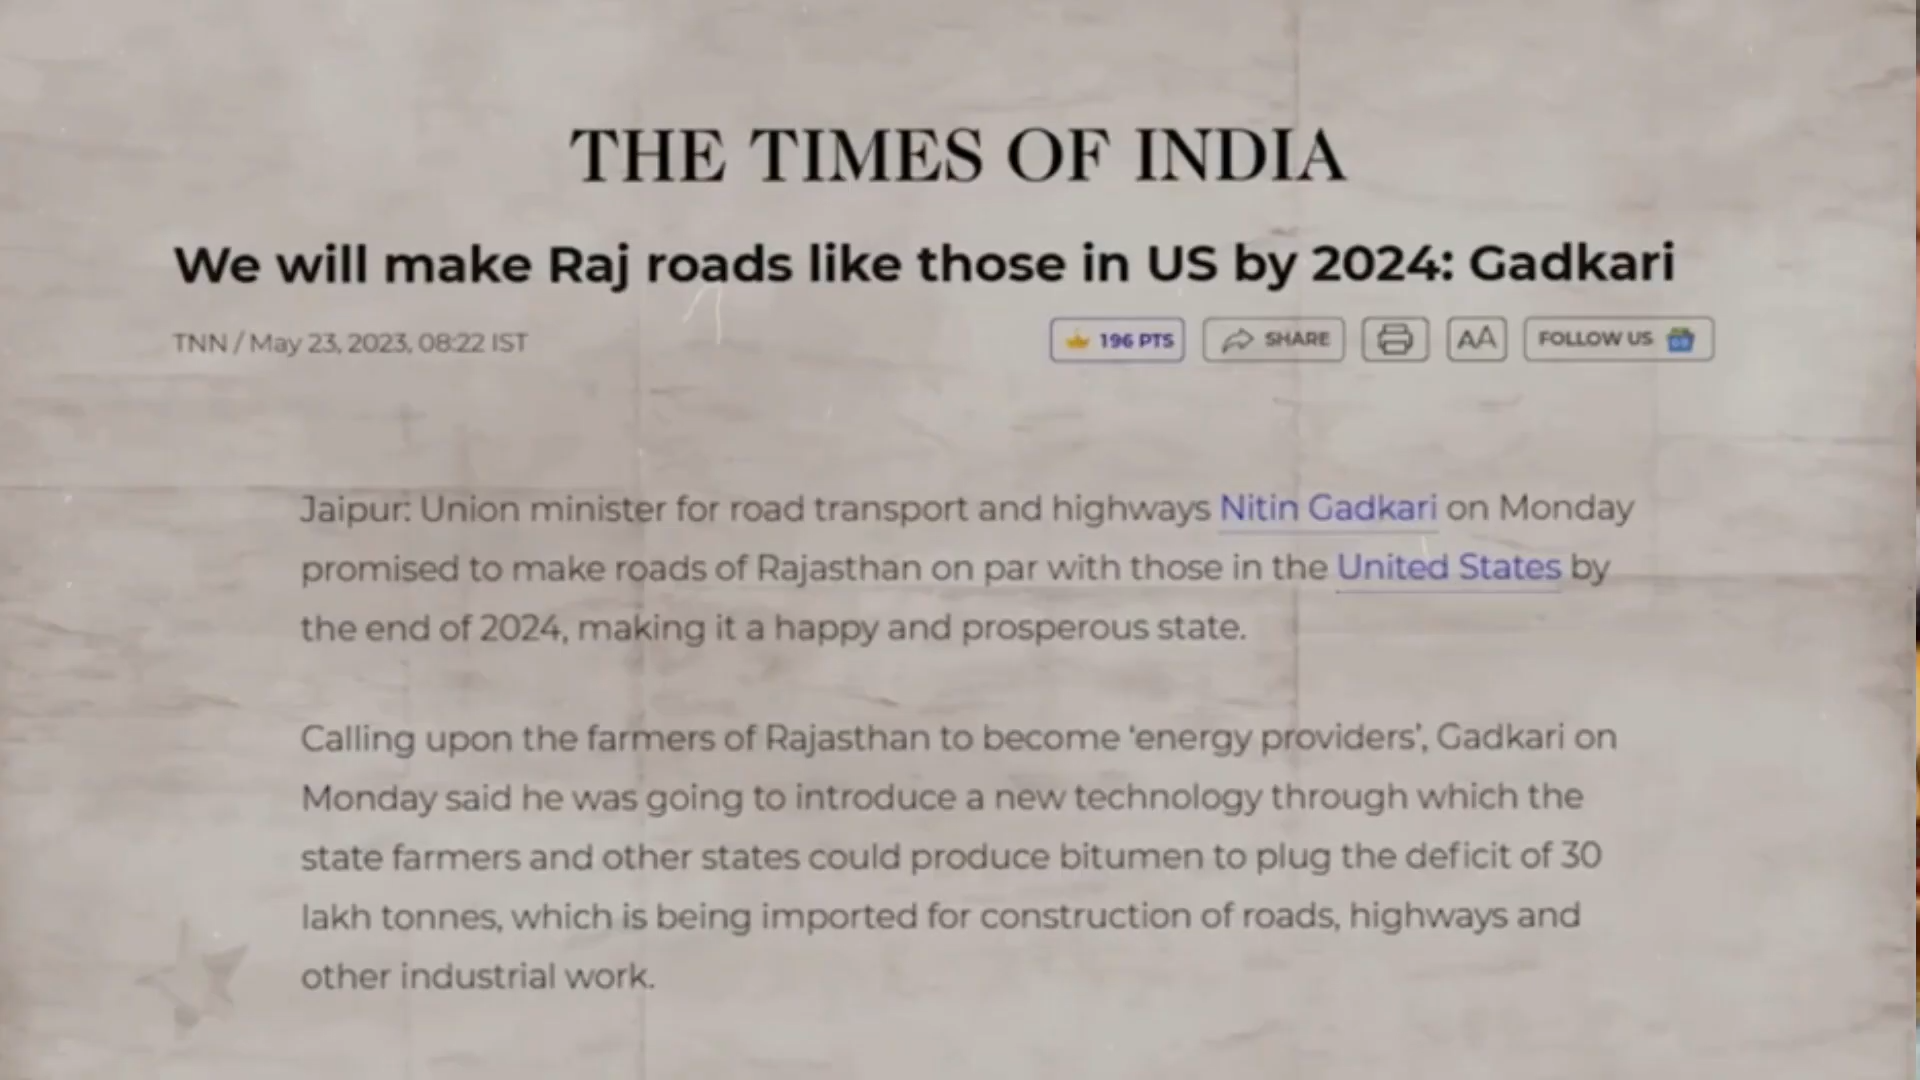 THE TIMES OF INDIA
We will make Raj roads like those in US by 2024: Gadkari
TNN / May 23, 2023, 08:22 IST
196 PTS
SHARE
AA
FOLLOW US
Jaipur: Union minister for road transport and highways Nitin Gadkari on Monday
promised to make roads of Rajasthan on par with those in the United States by
the end of 2024, making it a happy and prosperous state.
Calling upon the farmers of Rajasthan to become ‘energy providers’, Gadkari on
Monday said he was going to introduce a new technology through which the
state farmers and other states could produce bitumen to plug the deficit of 30
lakh tonnes, which is being imported for construction of roads, highways and
other industrial work.